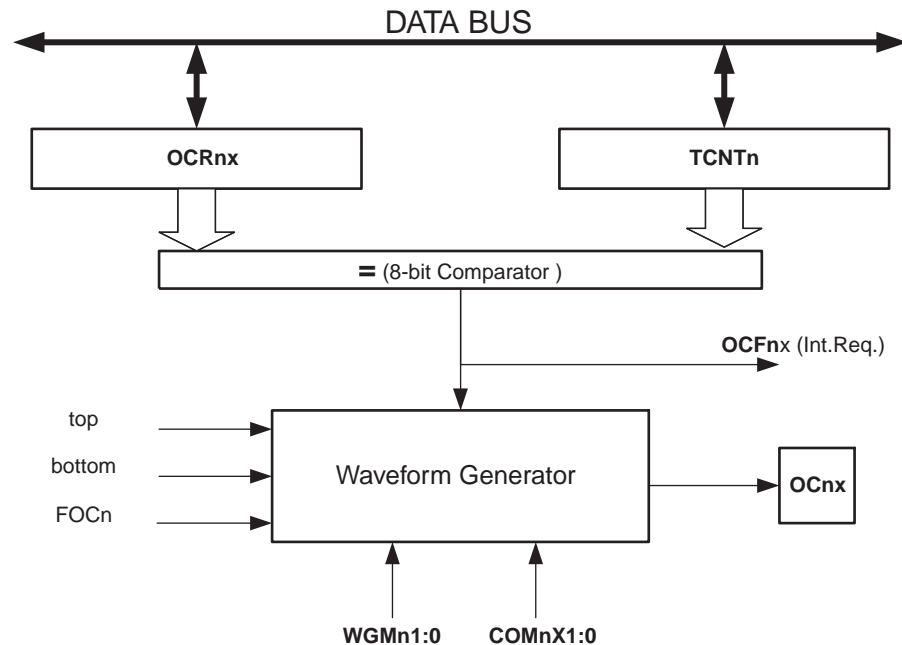 DATA BUS
OCRnx
TCNTn
= (8-bit Comparator )
OCFnx (Int.Req.)
top
bottom
FOCn
Waveform Generator
OCnx
WGMn1:0
COMnX1:0